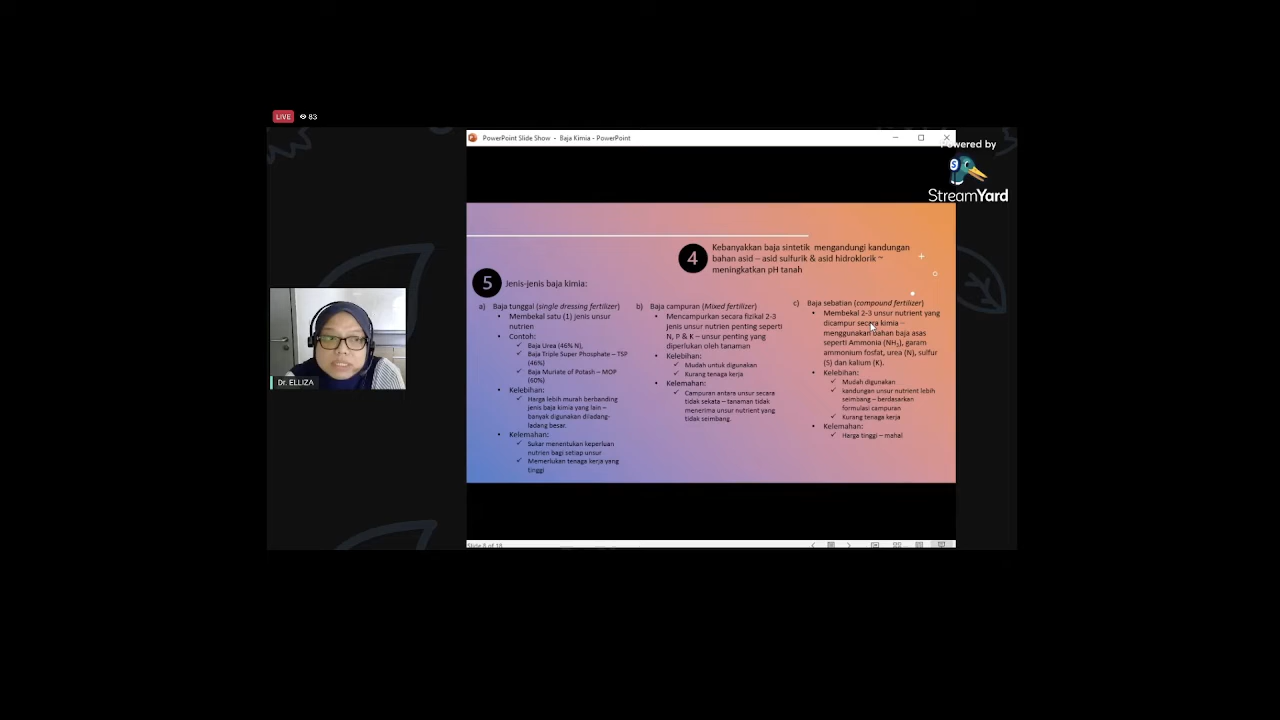 LIVE 83
PowerPoint Slide Show - Baja Kimia - PowerPoint
Powered by
StreamYard
4
Kebanyakkan baja sintetik mengandungi kandungan
bahan asid – asid sulfurik & asid hidroklorik ~
meningkatkan pH tanah
5
Jenis-jenis baja kimia:
a) Baja tunggal (single dressing fertilizer)
• Membekal satu (1) jenis unsur
nutrien
• Contoh:
✓ Baja Urea (46% N),
✓ Baja Triple Super Phosphate – TSP
(46%)
✓ Baja Muriate of Potash – MOP
(60%)
• Kelebihan:
✓ Harga lebih murah berbanding
jenis baja kimia yang lain –
banyak digunakan diladang-
ladang besar.
• Kelemahan:
✓ Sukar menentukan keperluan
nutrien bagi setiap unsur
✓ Memerlukan tenaga kerja yang
tinggi
b) Baja campuran (Mixed fertilizer)
• Mencampurkan secara fizikal 2-3
jenis unsur nutrien penting seperti
N, P & K – unsur penting yang
diperlukan oleh tanaman
• Kelebihan:
✓ Mudah untuk digunakan
✓ Kurang tenaga kerja
• Kelemahan:
✓ Campuran antara unsur secara
tidak sekata – tanaman tidak
menerima unsur nutrient yang
tidak seimbang.
c) Baja sebatian (compound fertilizer)
• Membekal 2-3 unsur nutrient yang
dicampur secara kimia –
menggunakan bahan baja asas
seperti Ammonia (NH3), garam
ammonium fosfat, urea (N), sulfur
(S) dan kalium (K).
• Kelebihan:
✓ Mudah digunakan
✓ kandungan unsur nutrient lebih
seimbang – berdasarkan
formulasi campuran
✓ Kurang tenaga kerja
• Kelemahan:
✓ Harga tinggi – mahal
Dr. ELLIZA